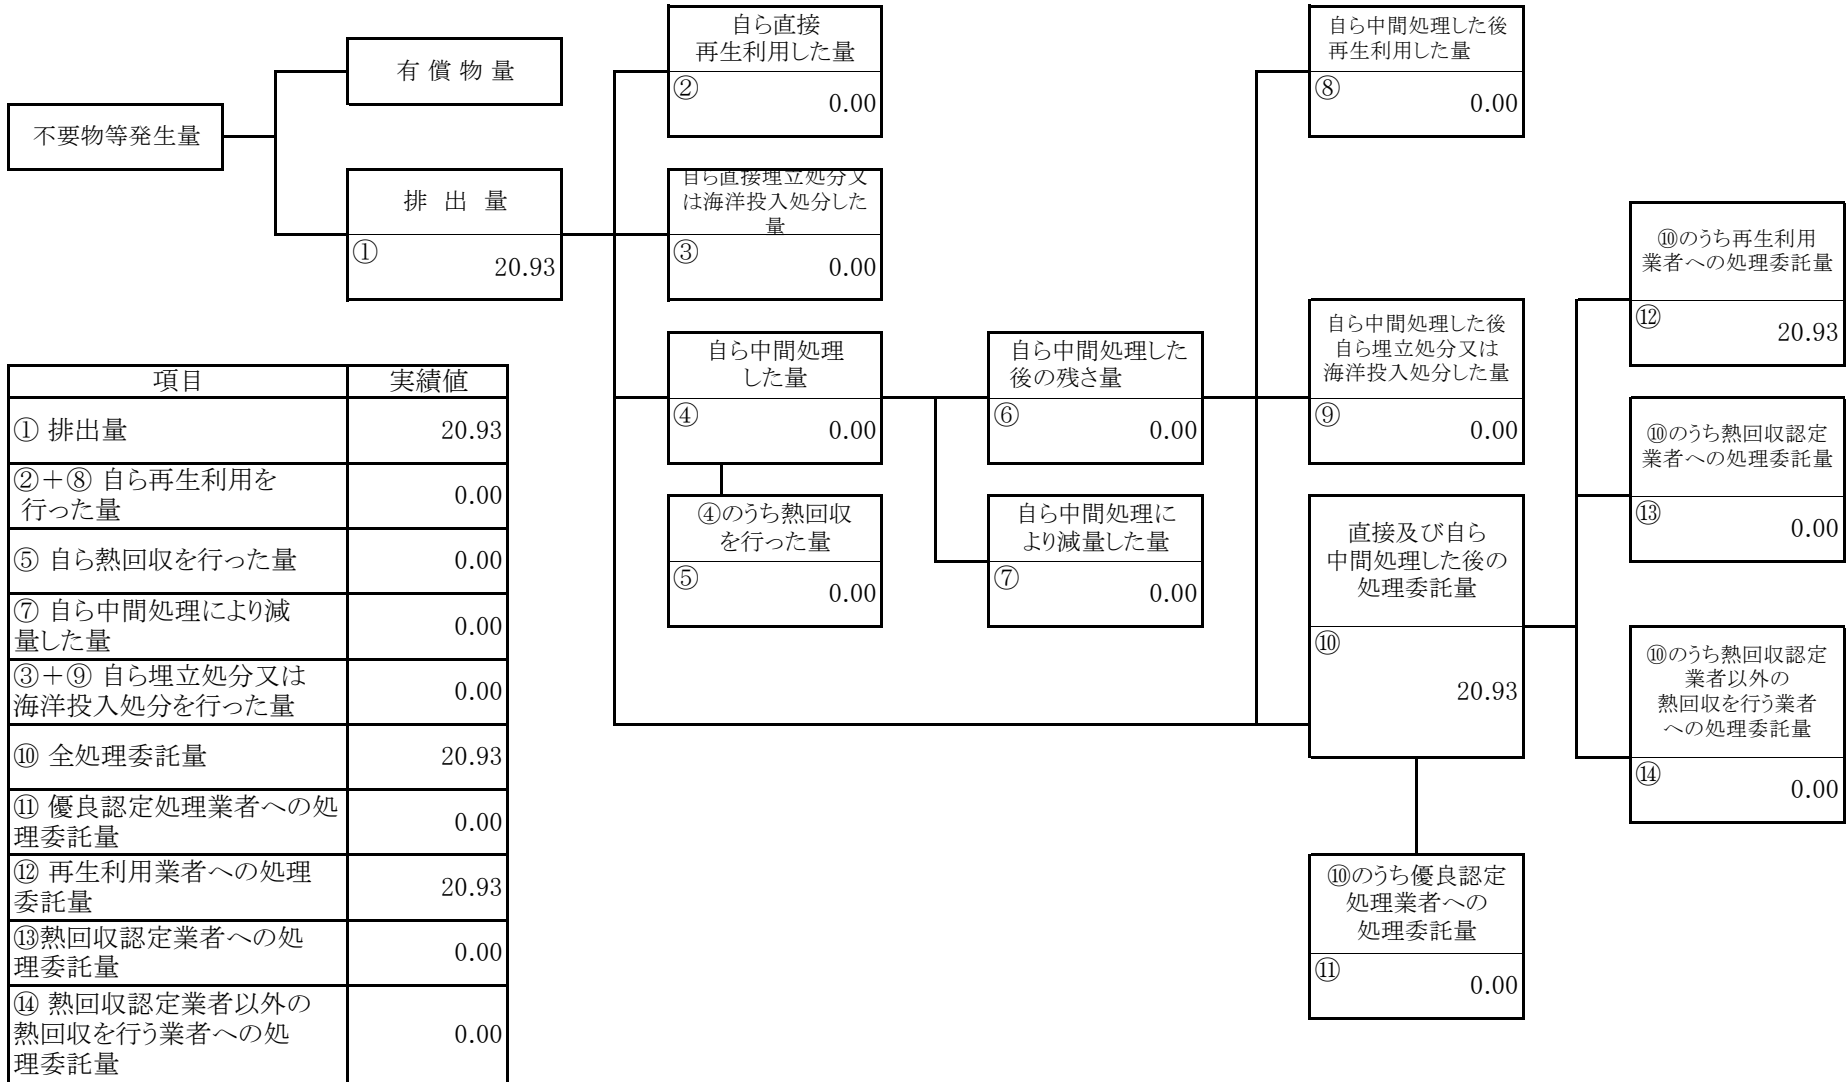 不要物等発生量
有 償 物 量
排 出 量
①
20.93
自ら直接
再生利用した量
②
0.00
自ら直接埋立処分又
は海洋投入処分した
量
③
0.00
自ら中間処理
した量
④
0.00
④のうち熱回収
を行った量
⑤
0.00
自ら中間処理した
後の残さ量
⑥
0.00
自ら中間処理に
より減量した量
⑦
0.00
自ら中間処理した後
再生利用した量
⑧
0.00
自ら中間処理した後
自ら埋立処分又は
海洋投入処分した量
⑨
0.00
直接及び自ら
中間処理した後の
処理委託量
⑩
20.93
⑩のうち優良認定
処理業者への
処理委託量
⑪
0.00
⑩のうち再生利用
業者への処理委託量
⑫
20.93
⑩のうち熱回収認定
業者への処理委託量
⑬
0.00
⑩のうち熱回収認定
業者以外の
熱回収を行う業者
への処理委託量
⑭
0.00
項目 実績値
① 排出量 20.93
②＋⑧ 自ら再生利用を
行った量 0.00
⑤ 自ら熱回収を行った量 0.00
⑦ 自ら中間処理により減
量した量 0.00
③＋⑨ 自ら埋立処分又は
海洋投入処分を行った量 0.00
⑩ 全処理委託量 20.93
⑪ 優良認定処理業者への処
理委託量 0.00
⑫ 再生利用業者への処理
委託量 20.93
⑬熱回収認定業者への処
理委託量 0.00
⑭ 熱回収認定業者以外の
熱回収を行う業者への処
理委託量 0.00